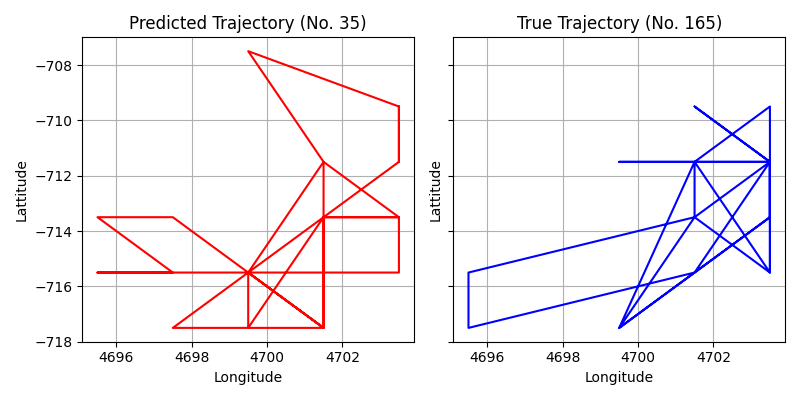 Predicted Trajectory (No. 35)
Lattitude
−708
−710
−712
−714
−716
−718
4696 4698 4700 4702
Longitude
True Trajectory (No. 165)
Lattitude
4696 4698 4700 4702
Longitude